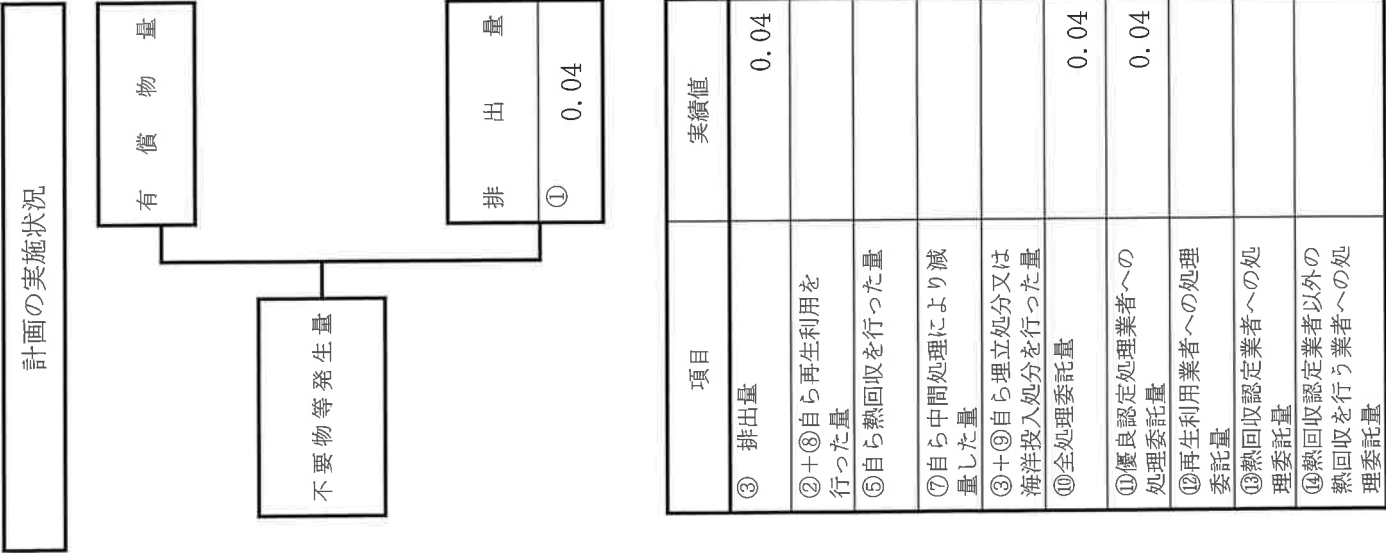 計画の実施状況
有償物量
不要物等発生量
排出量
①
0.04
項目
実績値
③ 排出量
0.04
②+⑧自ら再生利用を
行った量
⑤自ら熱回収を行った量
⑦自ら中間処理により減
量した量
③+⑨自ら埋立処分又は
海洋投入処分を行った量
⑩全処理委託量
0.04
⑪優良認定処理業者への
処理委託量
0.04
⑫再生利用業者への処理
委託量
⑬熱回収認定業者への処
理委託量
⑭熱回収認定業者以外の
熱回収を行う業者への処
理委託量